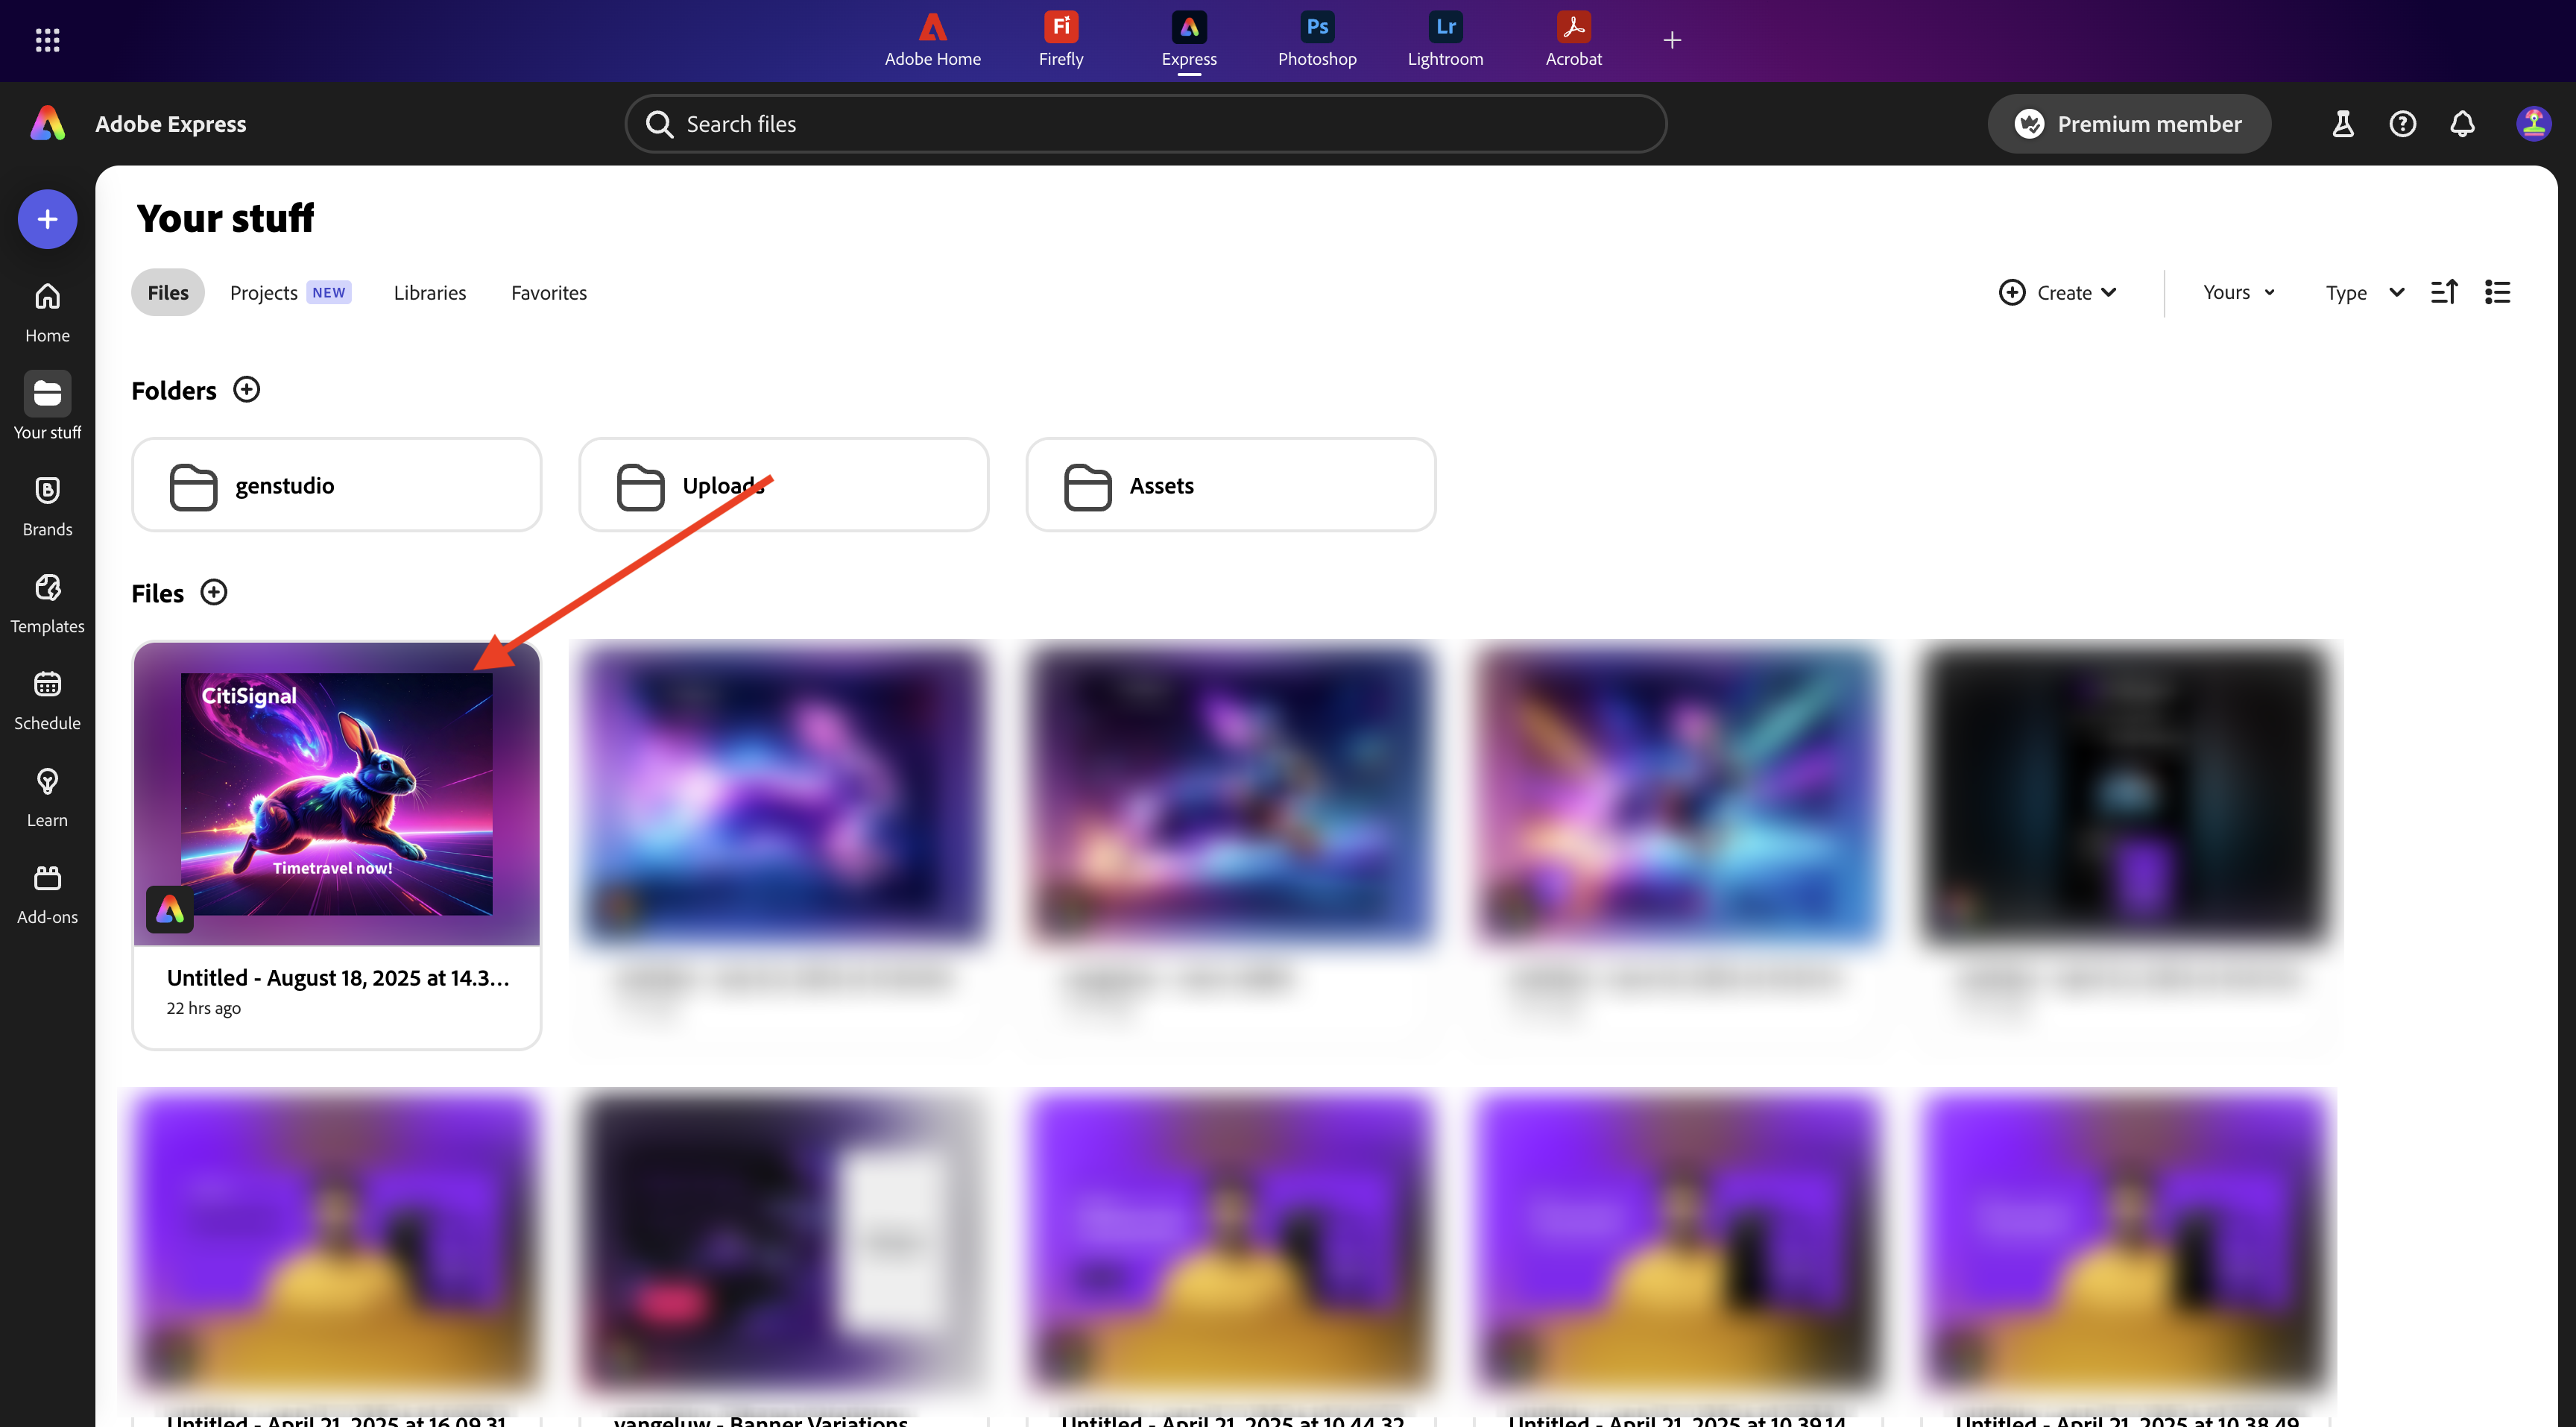 Adobe Home
Fi
Firefly
Express
Ps
Photoshop
Lr
Lightroom
Acrobat
Adobe Express
Search files
Premium member
Your stuff
Files
Projects NEW
Libraries
Favorites
Create
Yours
Type
Home
Your stuff
Brands
Templates
Schedule
Learn
Add-ons
Folders
genstudio
Uploads
Assets
Files
CitiSignal
Timetravel now!
Untitled - August 18, 2025 at 14.3...
22 hrs ago
Untitled - April 21, 2025 at 16.09.31
vangeluw - Banner Variations
Untitled - April 21, 2025 at 10.44.32
Untitled - April 21, 2025 at 10.39.14
Untitled - April 21, 2025 at 10.38.49